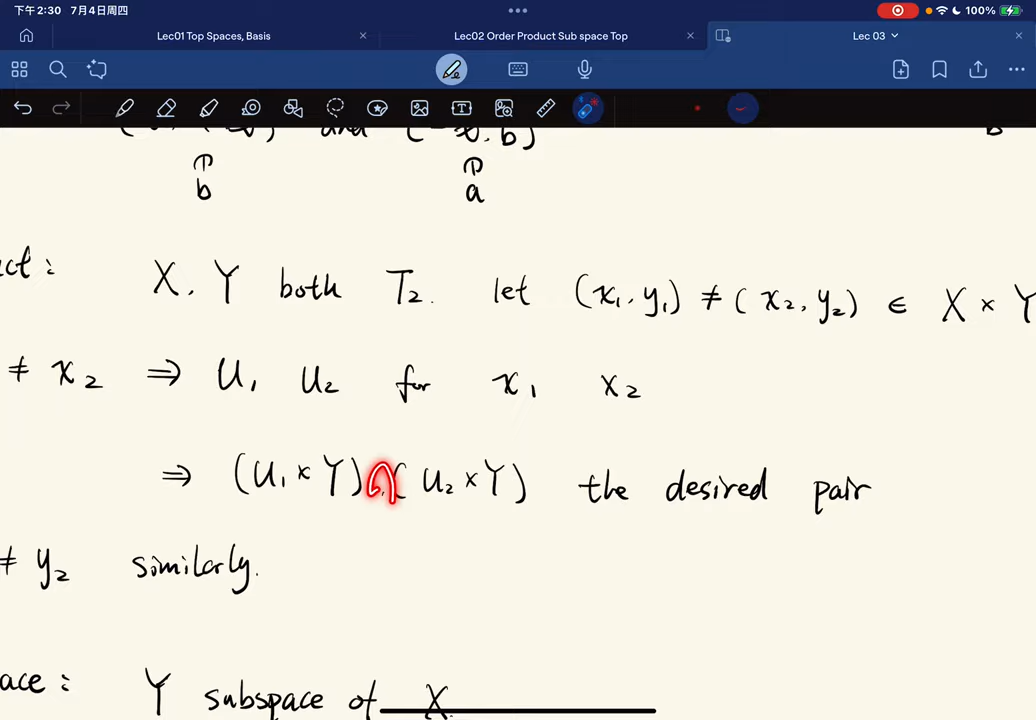 下午2:30 7月4日周四
100%
Lec01 Top Spaces, Basis
Lec02 Order Product Sub space Top
Lec 03
and
b a
X, Y both T₂. let (x₁, y₁) ≠ (x₂, y₂) ∈ X × Y
≠ x₂ ⇒ U₁ U₂ for x₁ x₂
⇒ (U₁ × Y) ∩ (U₂ × Y) the desired pair
≠ y₂ similarly.
Y subspace of X